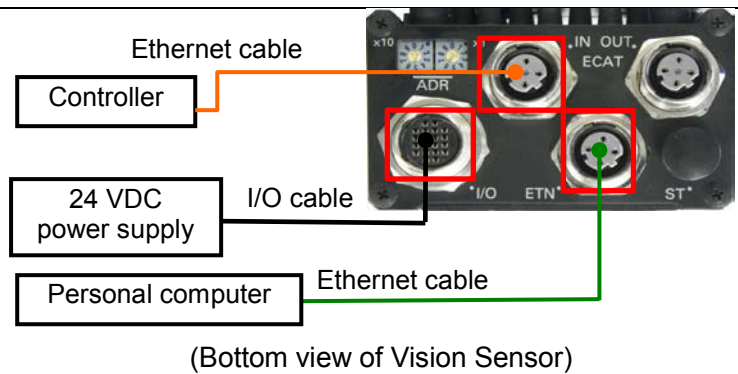 Ethernet cable
Controller
x10
x1
IN OUT
ECAT
ADR
24 VDC
power supply
I/O cable
I/O
ETN
ST
Personal computer
Ethernet cable
(Bottom view of Vision Sensor)